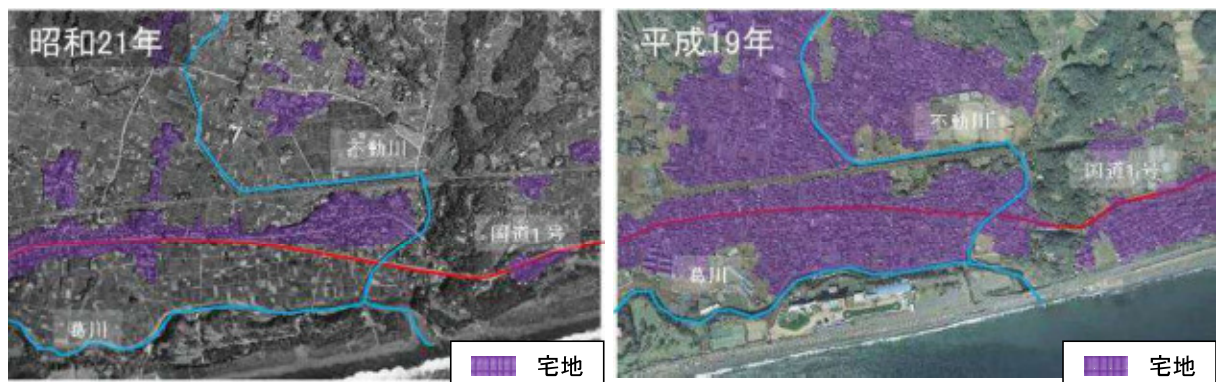 昭和21年
不動川
国道1号
葛川
宅地
平成19年
不動川
国道1号
葛川
宅地